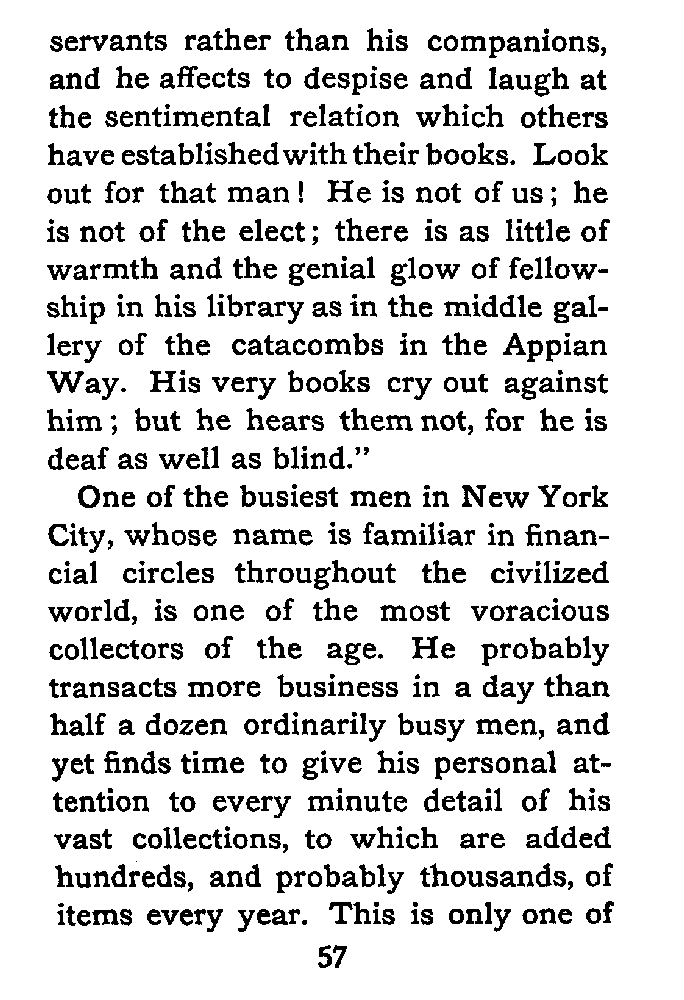 servants rather than his companions,
and he affects to despise and laugh at
the sentimental relation which others
have established with their books. Look
out for that man! He is not of us; he
is not of the elect; there is as little of
warmth and the genial glow of fellow-
ship in his library as in the middle gal-
lery of the catacombs in the Appian
Way. His very books cry out against
him; but he hears them not, for he is
deaf as well as blind."
One of the busiest men in New York
City, whose name is familiar in finan-
cial circles throughout the civilized
world, is one of the most voracious
collectors of the age. He probably
transacts more business in a day than
half a dozen ordinarily busy men, and
yet finds time to give his personal at-
tention to every minute detail of his
vast collections, to which are added
hundreds, and probably thousands, of
items every year. This is only one of
57